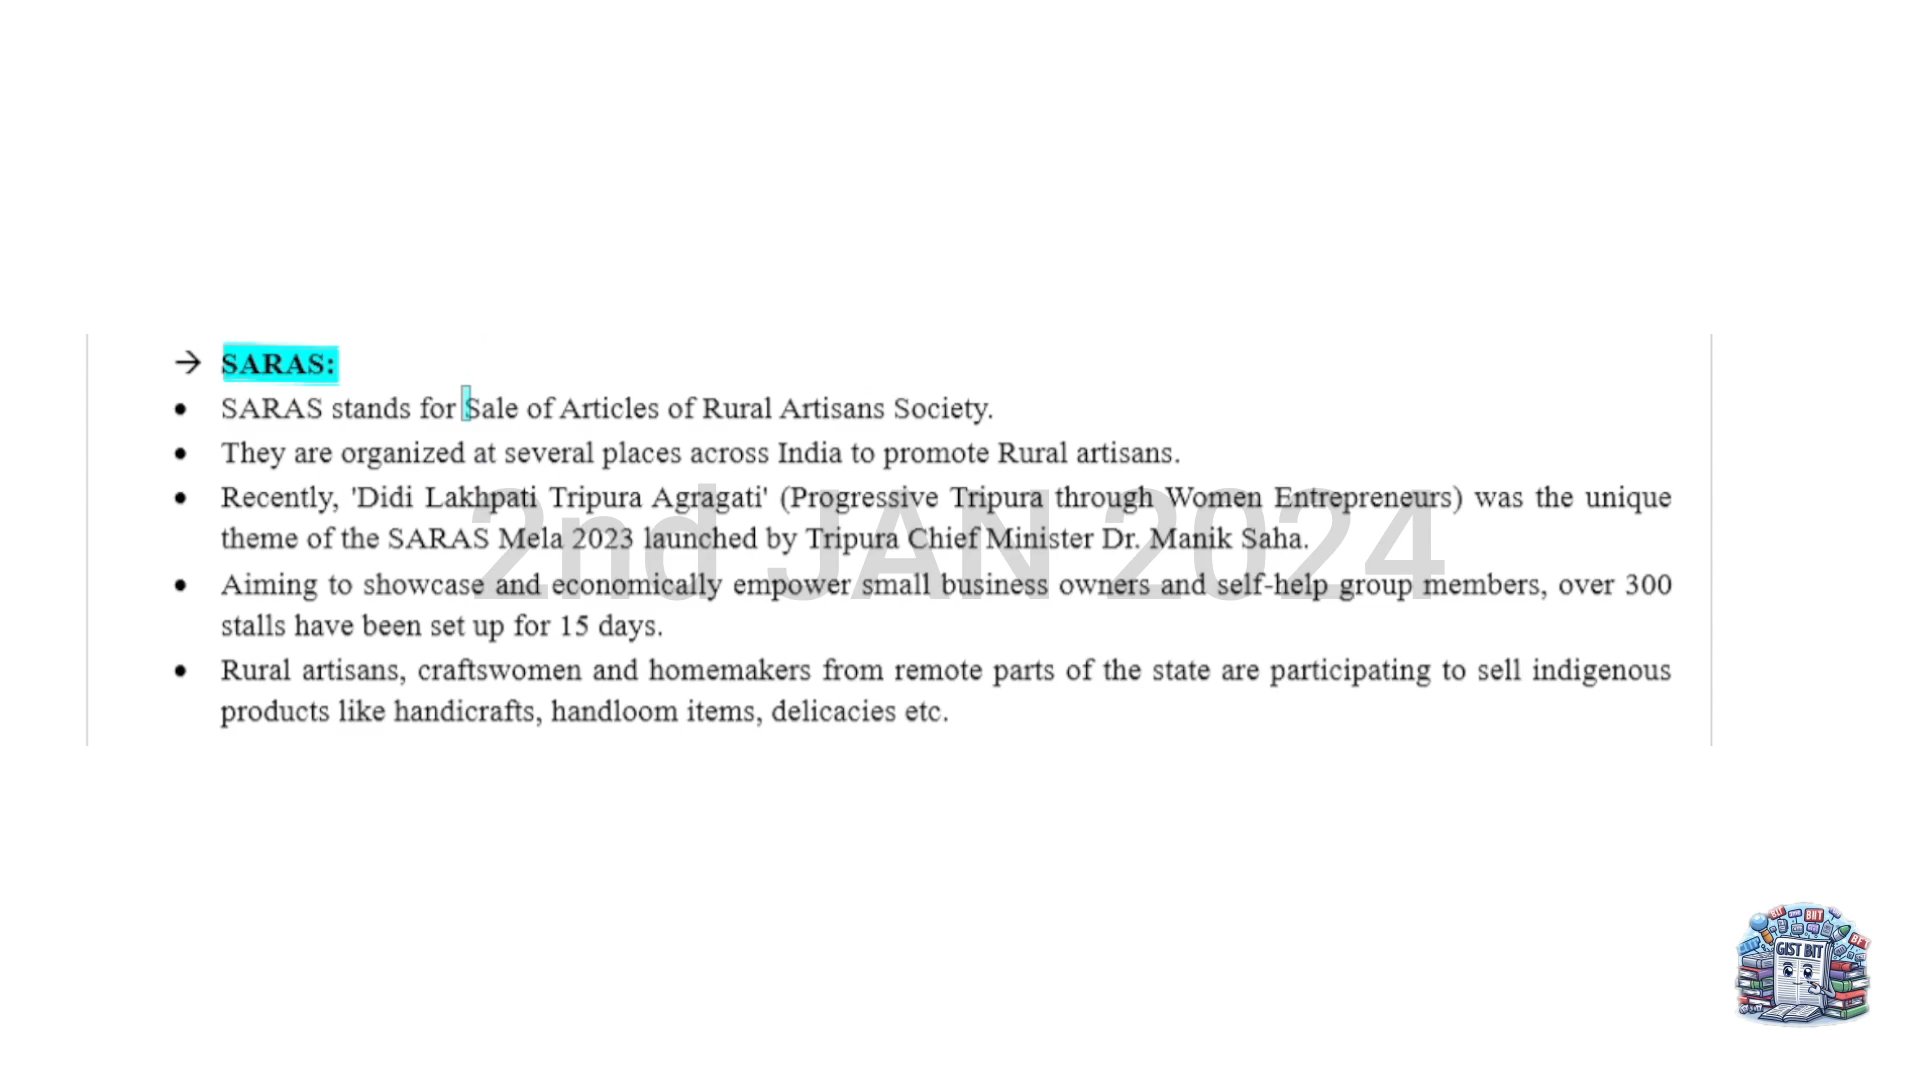 → SARAS:
• SARAS stands for Sale of Articles of Rural Artisans Society.
• They are organized at several places across India to promote Rural artisans.
• Recently, 'Didi Lakhpati Tripura Agragati' (Progressive Tripura through Women Entrepreneurs) was the unique
theme of the SARAS Mela 2023 launched by Tripura Chief Minister Dr. Manik Saha.
2nd JAN 2024
• Aiming to showcase and economically empower small business owners and self-help group members, over 300
stalls have been set up for 15 days.
• Rural artisans, craftswomen and homemakers from remote parts of the state are participating to sell indigenous
products like handicrafts, handloom items, delicacies etc.
GIST BIT